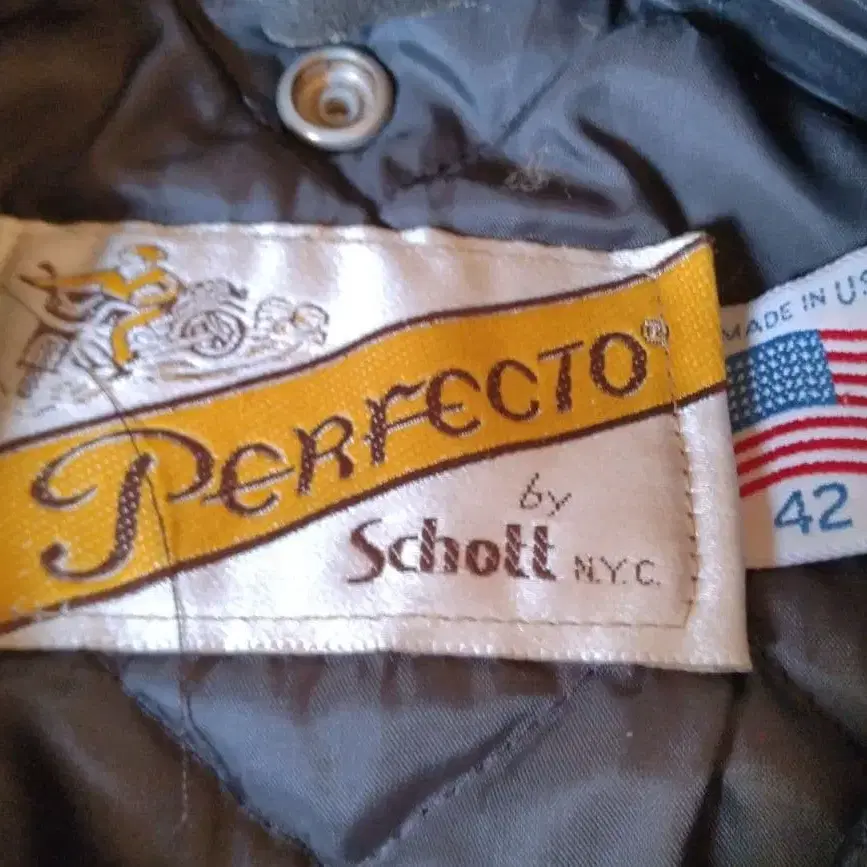 PERFECTO®
by
Schott N.Y.C.
MADE IN US
42